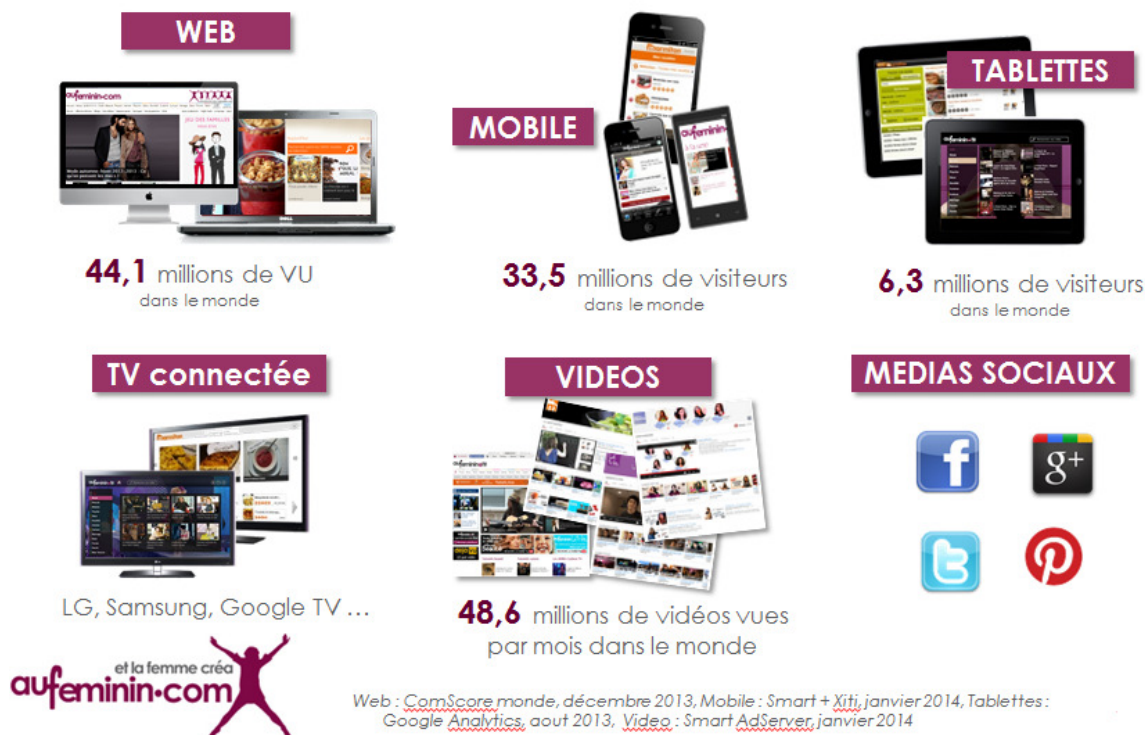 WEB
44,1 millions de VU
dans le monde
MOBILE
33,5 millions de visiteurs
dans le monde
TABLETTES
6,3 millions de visiteurs
dans le monde
TV connectée
LG, Samsung, Google TV ...
VIDEOS
48,6 millions de vidéos vues
par mois dans le monde
MEDIAS SOCIAUX
et la femme créa
aufeminin.com
Web : ComScore monde, décembre 2013, Mobile : Smart + Xiti, janvier 2014, Tablettes :
Google Analytics, aout 2013, Video : Smart AdServer, janvier 2014